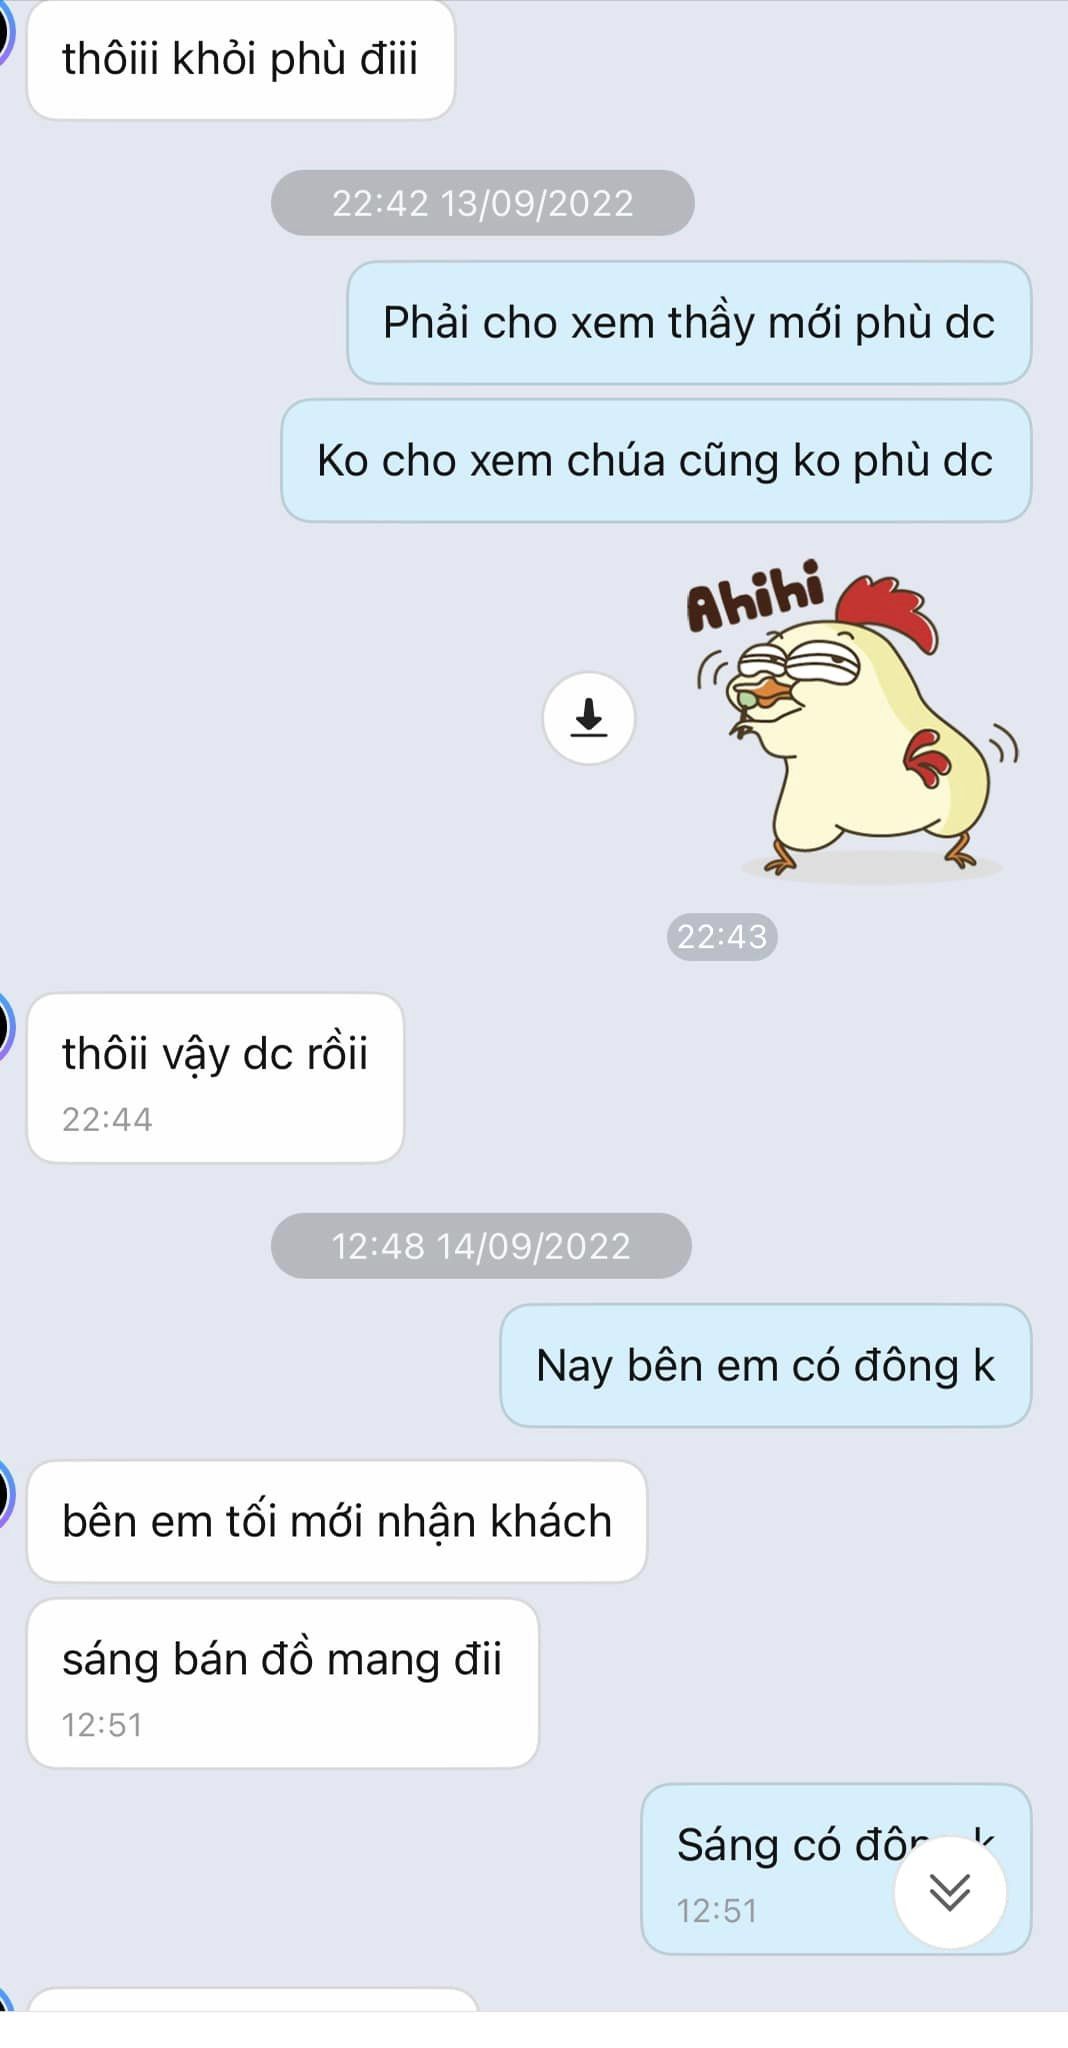 thôiii khỏi phù điii
22:42 13/09/2022
Phải cho xem thầy mới phù dc
Ko cho xem chúa cũng ko phù dc
Ahihi
22:43
thôii vậy dc rồii
22:44
12:48 14/09/2022
Nay bên em có đông k
bên em tối mới nhận khách
sáng bán đồ mang đii
12:51
Sáng có k
12:51